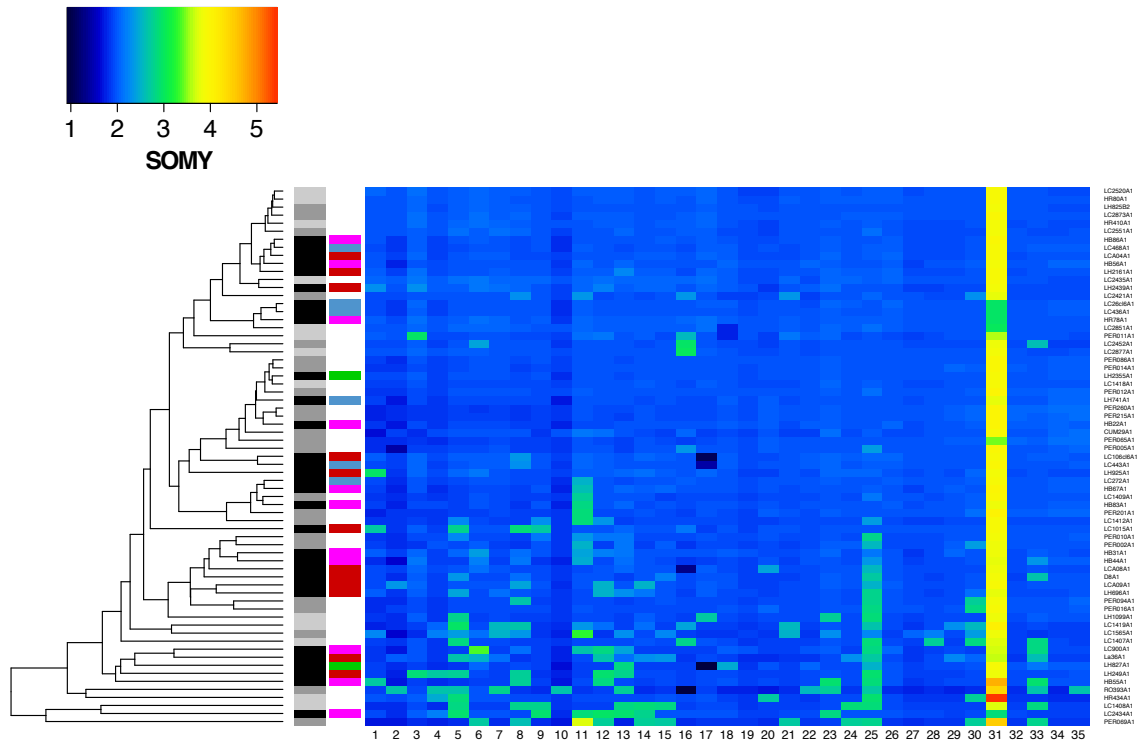 1 2 3 4 5
SOMY
LC2520A1
HR80A1
LH825B2
LC2873A1
HR410A1
LC2551A1
HB86A1
LC468A1
LCA04A1
HB56A1
LH2161A1
LC2435A1
LH2439A1
LC2421A1
LC26cl6A1
LC436A1
HR78A1
LC2851A1
PER011A1
LC2452A1
LC2877A1
PER086A1
PER014A1
LH2355A1
LC1418A1
PER012A1
LH741A1
PER260A1
PER215A1
HB22A1
CUM29A1
PER065A1
PER005A1
LC106cl6A1
LC443A1
LH925A1
LC272A1
HB67A1
LC1409A1
HB83A1
PER201A1
LC1412A1
LC1015A1
PER010A1
PER002A1
HB31A1
HB44A1
LCA08A1
D8A1
LCA09A1
LH696A1
PER094A1
PER016A1
LH1099A1
LC1419A1
LC1565A1
LC1407A1
LC900A1
La36A1
LH827A1
LH249A1
HB55A1
RO393A1
HR434A1
LC1408A1
LC2434A1
PER069A1
1 2 3 4 5 6 7 8 9 10 11 12 13 14 15 16 17 18 19 20 21 22 23 24 25 26 27 28 29 30 31 32 33 34 35